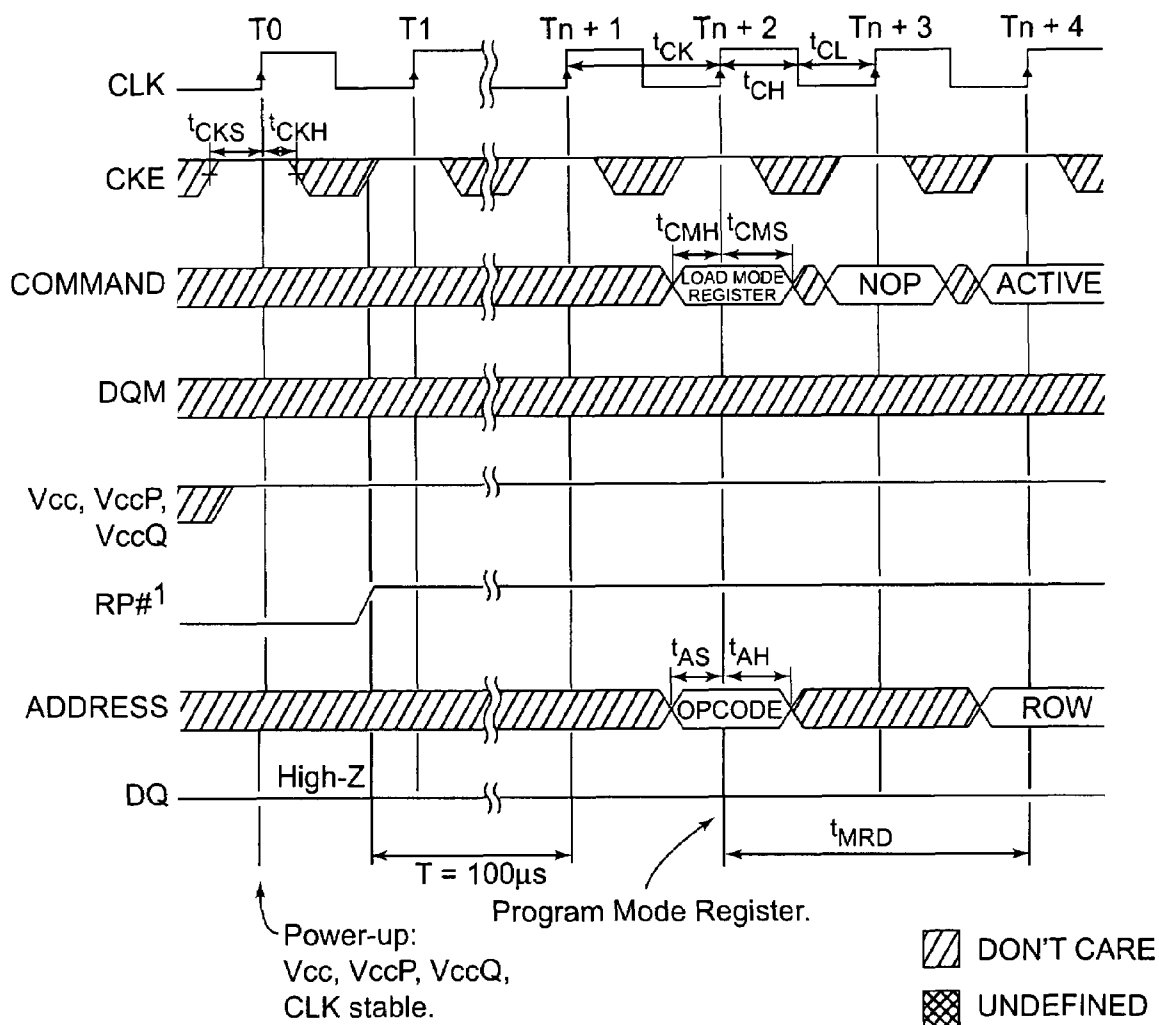 T0 T1 Tn + 1 Tn + 2 Tn + 3 Tn + 4
tCK tCL
CLK tCH
tCKS tCKH
CKE
tCMH tCMS
COMMAND LOAD MODE REGISTER NOP ACTIVE
DQM
Vcc, VccP,
VccQ
RP#1
tAS tAH
ADDRESS OPCODE ROW
High-Z
DQ
tMRD
T = 100µs
Program Mode Register.
Power-up:
Vcc, VccP, VccQ,
CLK stable.
DON'T CARE
UNDEFINED